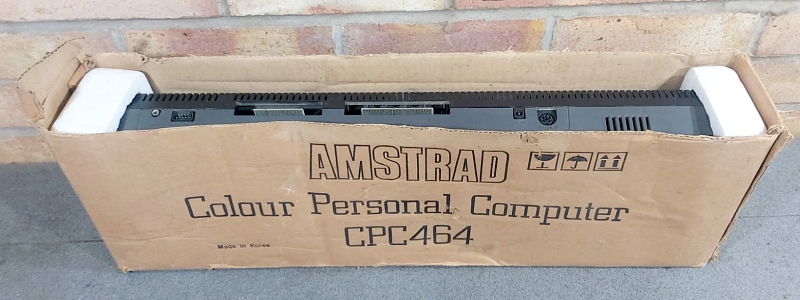 AMSTRAD
Colour Personal Computer
CPC464
Made in Korea